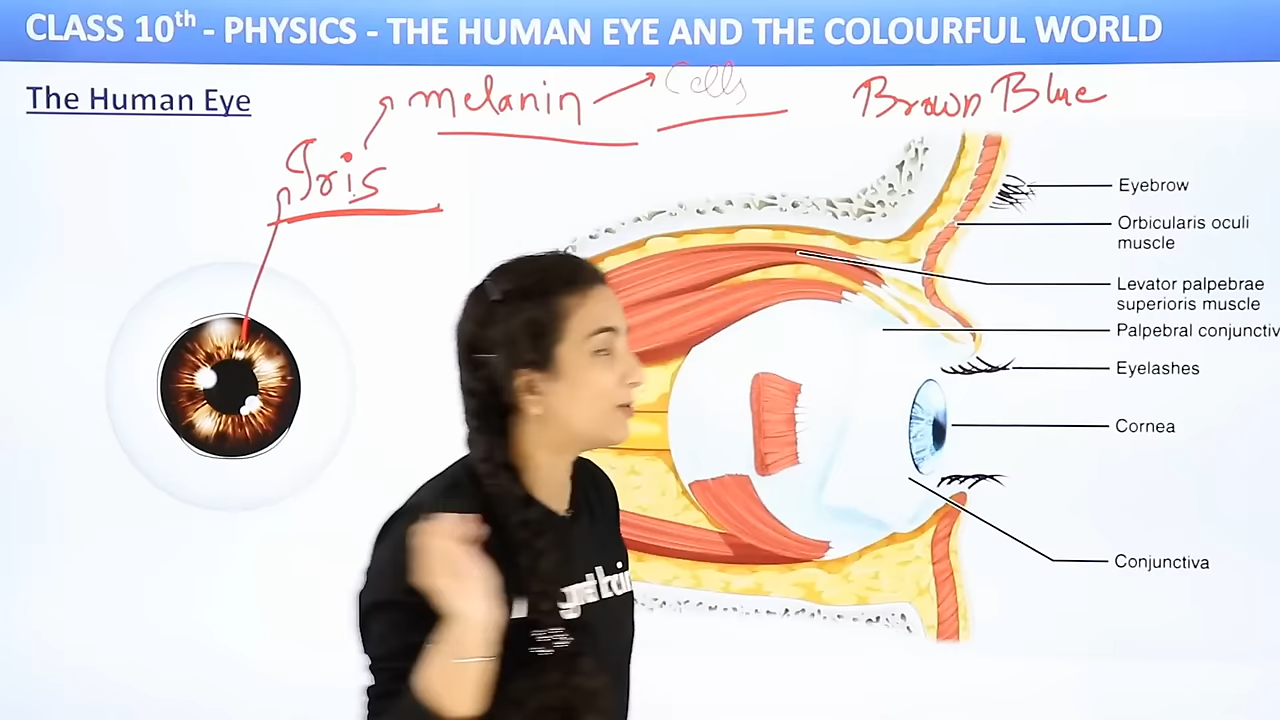 CLASS 10th - PHYSICS - THE HUMAN EYE AND THE COLOURFUL WORLD
The Human Eye
melanin
Cells
Brown Blue
Iris
Eyebrow
Orbicularis oculi
muscle
Levator palpebrae
superioris muscle
Palpebral conjunctiv
Eyelashes
Cornea
Conjunctiva